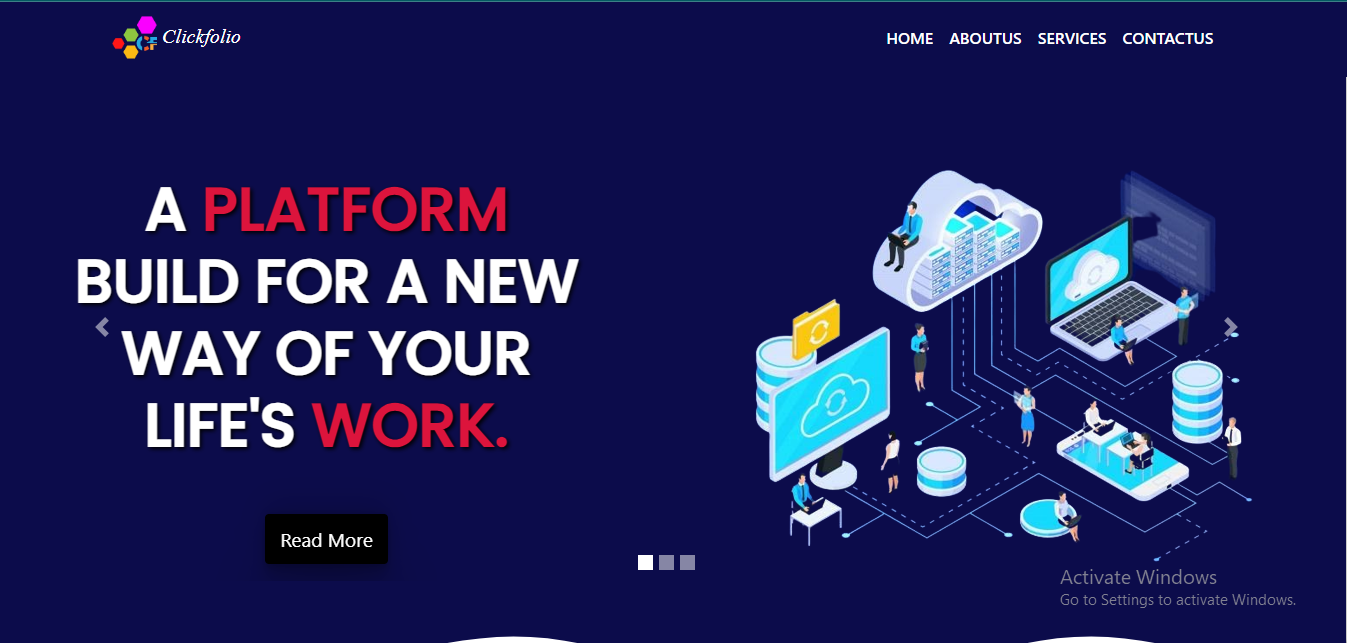 CF Clickfolio
HOME ABOUTUS SERVICES CONTACTUS
A PLATFORM
BUILD FOR A NEW
WAY OF YOUR
LIFE'S WORK.
Read More
Activate Windows
Go to Settings to activate Windows.